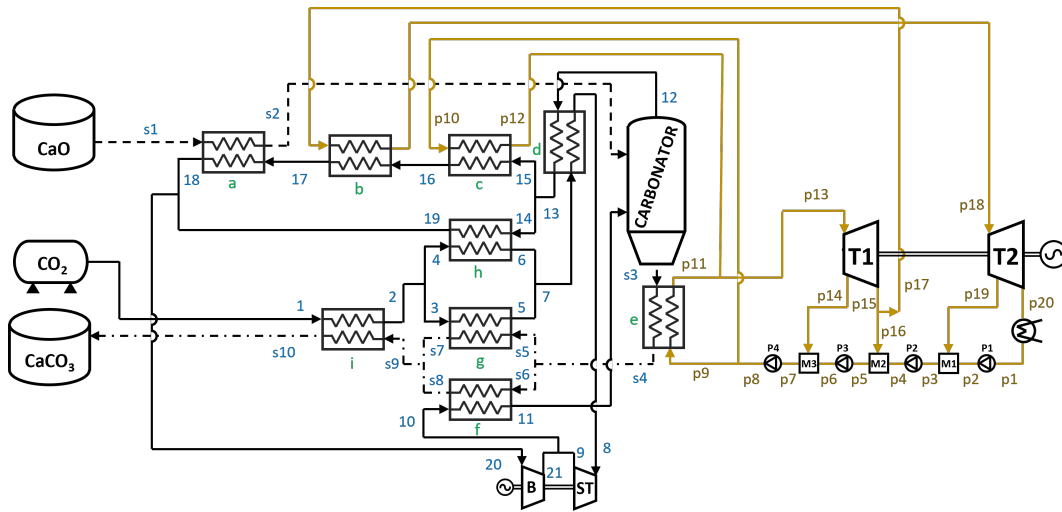 s2
p10
p12
12
s1
CaO
d
CARBONATOR
18
a
17
b
16
c
15
13
p13
p18
19
14
CO₂
4
h
6
s3
p11
T1
T2
1
2
7
p14
p15
p17
p19
p20
3
5
CaCO₃
i
s7
s5
e
p16
s10
s9
g
s4
P4
M3
P3
M2
P2
M1
P1
s8
s6
p9
p8
p7
p6
p5
p4
p3
p2
p1
10
f
11
9
8
20
21
B
ST